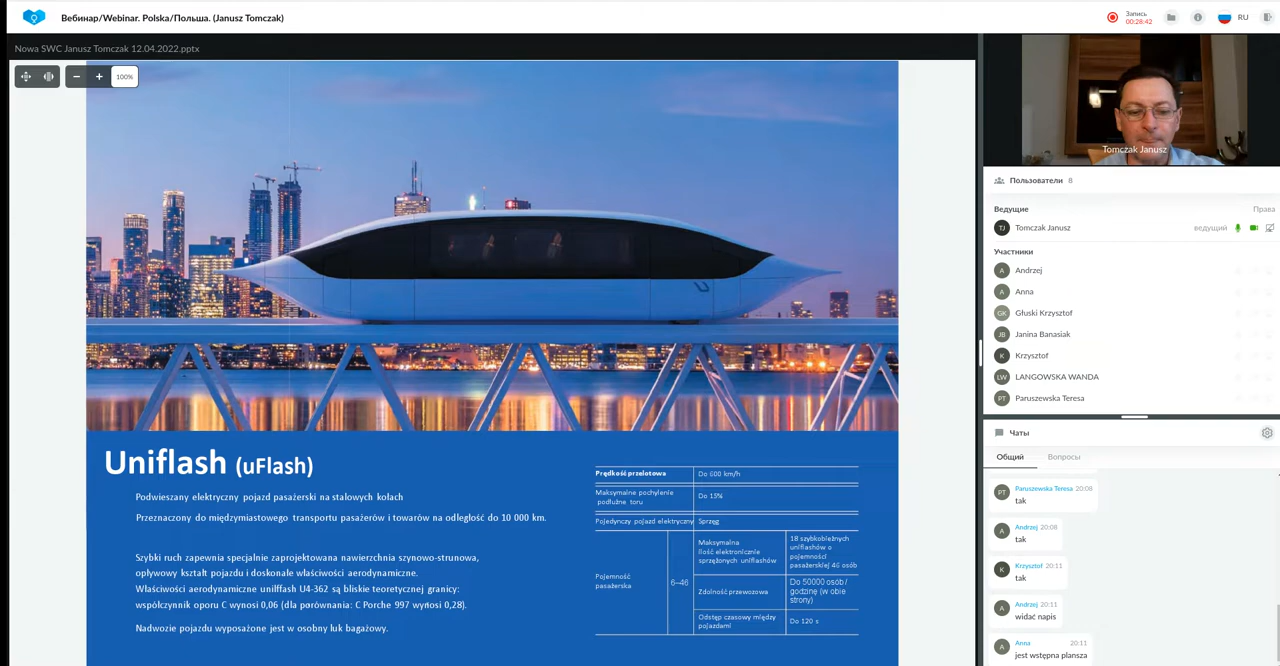 Вебинар/Webinar. Polska/Польша. (Janusz Tomczak)
Запись
00:28:42
RU
Nowa SWC Janusz Tomczak 12.04.2022.pptx
100%
Tomczak Janusz
Uniflash (uFlash)
Podwieszany elektryczny pojazd pasażerski na stalowych kołach
Przeznaczony do międzymiastowego transportu pasażerów i towarów na odległość do 10 000 km.
Szybki ruch zapewnia specjalnie zaprojektowana nawierzchnia szynowo-strunowa,
opływowy kształt pojazdu i doskonałe właściwości aerodynamiczne.
Właściwości aerodynamiczne unilffash U4-362 są bliskie teoretycznej granicy:
współczynnik oporu C wynosi 0,06 (dla porównania: C Porche 997 wynosi 0,28).
Nadwozie pojazdu wyposażone jest w osobny luk bagażowy.
Prędkość przelotowa
Do 600 km/h
Maksymalne pochylenie
podłużne toru
Do 15%
Pojedynczy pojazd elektryczny
Sprzęg
Pojemność
pasażerska
6–46
Maksymalna
ilość elektronicznie
sprzężonych uniflashów
18 szybkobieżnych
uniflashów o
pojemności
pasażerskiej 46 osób
Zdolność przewozowa
Do 50000 osób /
godzinę (w obie
strony)
Odstęp czasowy między
pojazdami
Do 120 s
Пользователи 8
Ведущие
Права
TJ Tomczak Janusz
ведущий
Участники
A Andrzej
A Anna
GK Głuski Krzysztof
JB Janina Banasiak
K Krzysztof
LW LANGOWSKA WANDA
PT Paruszewska Teresa
Чаты
Общий
Вопросы
PT Paruszewska Teresa 20:08
tak
A Andrzej 20:08
tak
K Krzysztof 20:11
tak
A Andrzej 20:11
widać napis
A Anna 20:11
jest wstępna plansza